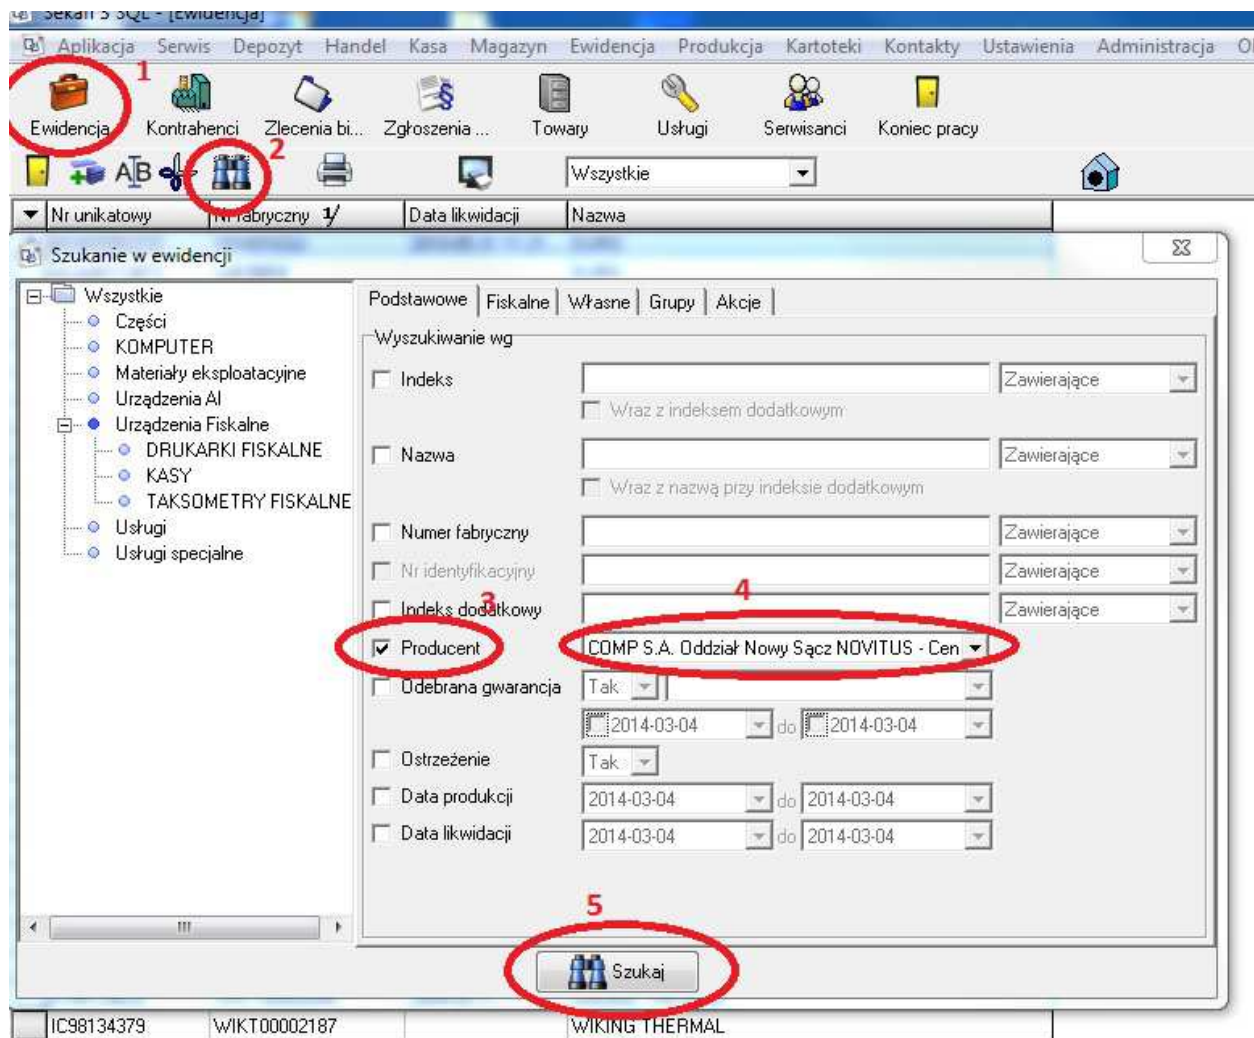 Sekafi 3 SQL - [Ewidencja]
Aplikacja Serwis Depozyt Handel Kasa Magazyn Ewidencja Produkcja Kartoteki Kontakty Ustawienia Administracja
1
Ewidencja Kontrahenci Zlecenia bi... Zgłoszenia ... Towary Usługi Serwisanci Koniec pracy
2
A B Wszystkie
Nr unikatowy Nr fabryczny 1/ Data likwidacji Nazwa
Szukanie w ewidencji
Wszystkie
Części
KOMPUTER
Materiały eksploatacyjne
Urządzenia AI
Urządzenia Fiskalne
DRUKARKI FISKALNE
KASY
TAKSOMETRY FISKALNE
Usługi
Usługi specjalne
Podstawowe Fiskalne Własne Grupy Akcje
Wyszukiwanie wg
Indeks Zawierające
Wraz z indeksem dodatkowym
Nazwa Zawierające
Wraz z nazwą przy indeksie dodatkowym
Numer fabryczny Zawierające
Nr identyfikacyjny Zawierające
3 4
Indeks dodatkowy Zawierające
Producent COMP S.A. Oddział Nowy Sącz NOVITUS - Cen
Odebrana gwarancja Tak
2014-03-04 do 2014-03-04
Ostrzeżenie Tak
Data produkcji 2014-03-04 do 2014-03-04
Data likwidacji 2014-03-04 do 2014-03-04
5
Szukaj
IC98134379 WIKT00002187 WIKING THERMAL